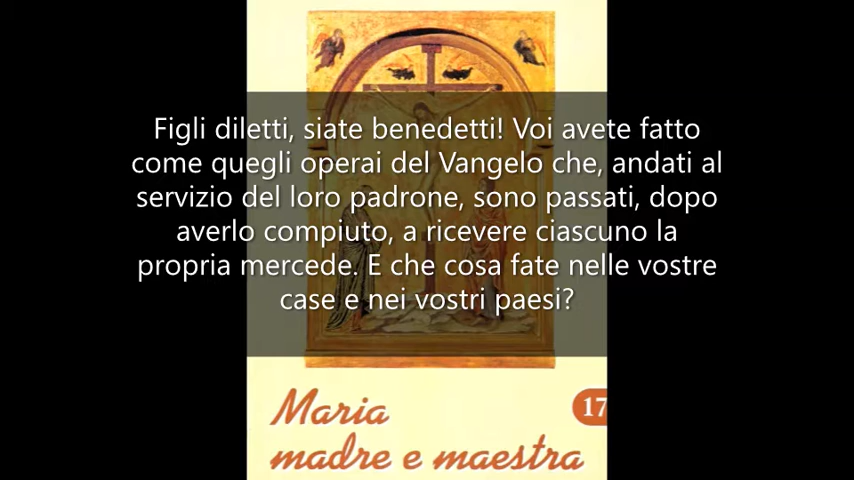 Figli diletti, siate benedetti! Voi avete fatto
come quegli operai del Vangelo che, andati al
servizio del loro padrone, sono passati, dopo
averlo compiuto, a ricevere ciascuno la
propria mercede. E che cosa fate nelle vostre
case e nei vostri paesi?
Maria
17
madre e maestra